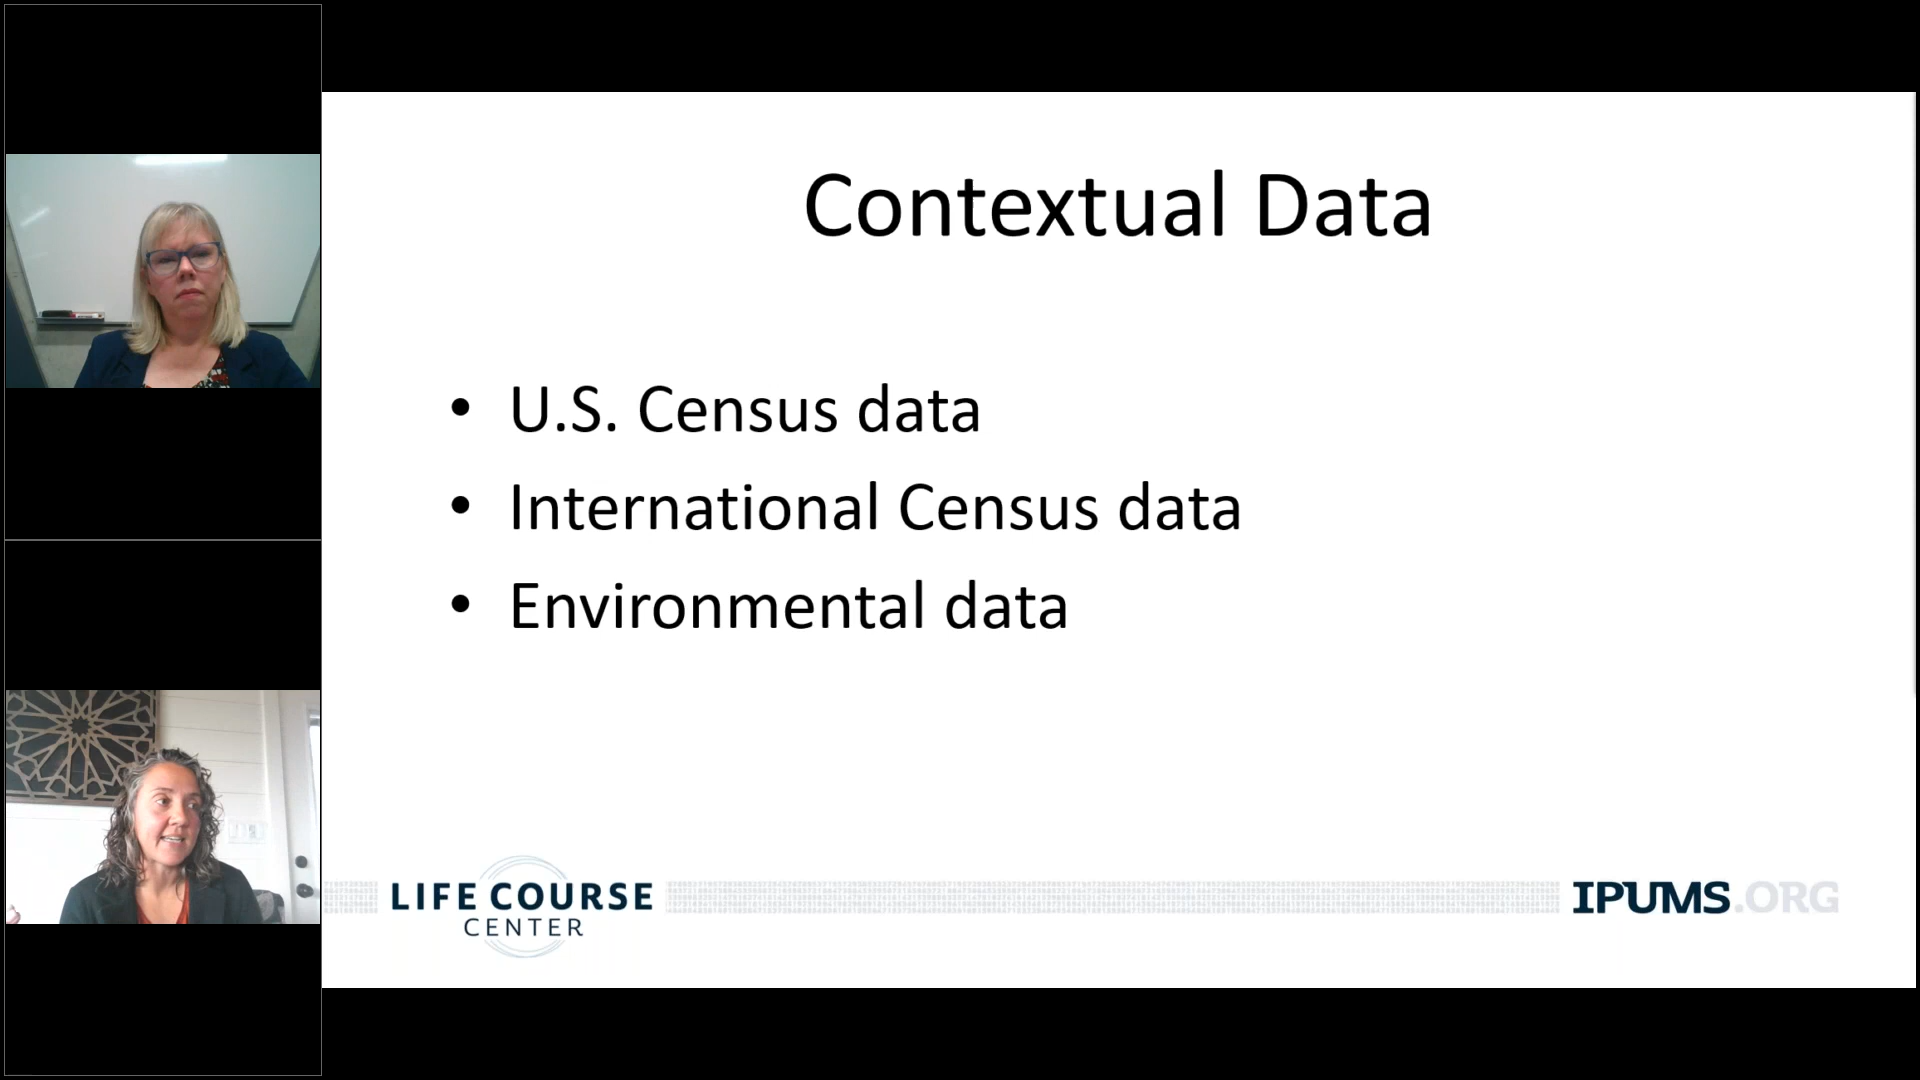 Contextual Data
• U.S. Census data
• International Census data
• Environmental data
LIFE COURSE
CENTER
IPUMS.ORG